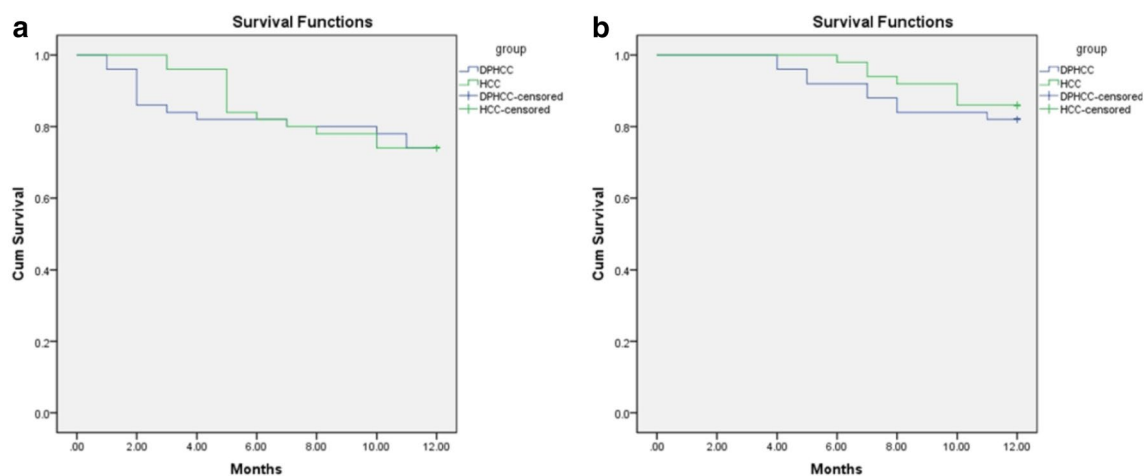 a
Survival Functions
group
DPHCC
HCC
DPHCC-censored
HCC-censored
1.0
0.8
0.6
0.4
0.2
0.0
Cum Survival
.00 2.00 4.00 6.00 8.00 10.00 12.00
Months
b
Survival Functions
group
DPHCC
HCC
DPHCC-censored
HCC-censored
1.0
0.8
0.6
0.4
0.2
0.0
Cum Survival
.00 2.00 4.00 6.00 8.00 10.00 12.00
Months